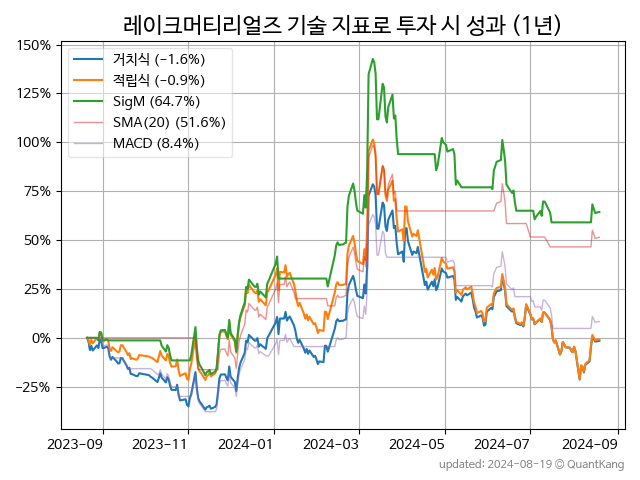 레이크머티리얼즈 기술 지표로 투자 시 성과 (1년)
150%
125%
100%
75%
50%
25%
0%
−25%
거치식 (−1.6%)
적립식 (−0.9%)
SigM (64.7%)
SMA(20) (51.6%)
MACD (8.4%)
2023-09 2023-11 2024-01 2024-03 2024-05 2024-07 2024-09
updated: 2024-08-19 © QuantKang